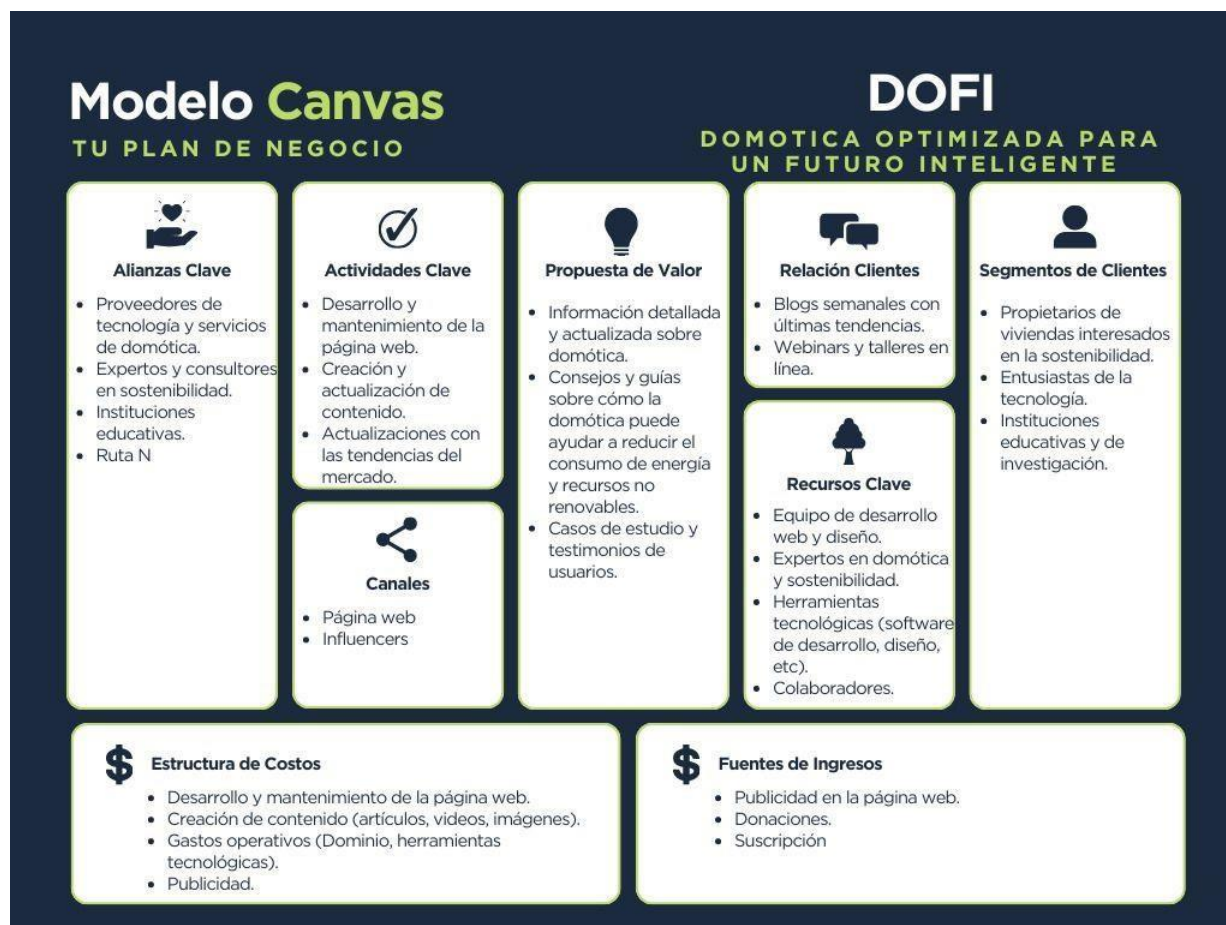 Modelo Canvas
TU PLAN DE NEGOCIO
DOFI
DOMOTICA OPTIMIZADA PARA
UN FUTURO INTELIGENTE
Alianzas Clave
• Proveedores de
tecnología y servicios
de domótica.
• Expertos y consultores
en sostenibilidad.
• Instituciones
educativas.
• Ruta N
Actividades Clave
• Desarrollo y
mantenimiento de la
página web.
• Creación y
actualización de
contenido.
• Actualizaciones con
las tendencias del
mercado.
Canales
• Página web
• Influencers
Propuesta de Valor
• Información detallada
y actualizada sobre
domótica.
• Consejos y guías
sobre cómo la
domótica puede
ayudar a reducir el
consumo de energía
y recursos no
renovables.
• Casos de estudio y
testimonios de
usuarios.
Relación Clientes
• Blogs semanales con
últimas tendencias.
• Webinars y talleres en
línea.
Recursos Clave
• Equipo de desarrollo
web y diseño.
• Expertos en domótica
y sostenibilidad.
• Herramientas
tecnológicas (software
de desarrollo, diseño,
etc).
• Colaboradores.
Segmentos de Clientes
• Propietarios de
viviendas interesados
en la sostenibilidad.
• Entusiastas de la
tecnología.
• Instituciones
educativas y de
investigación.
$ Estructura de Costos
• Desarrollo y mantenimiento de la página web.
• Creación de contenido (artículos, videos, imágenes).
• Gastos operativos (Dominio, herramientas
tecnológicas).
• Publicidad.
$ Fuentes de Ingresos
• Publicidad en la página web.
• Donaciones.
• Suscripción